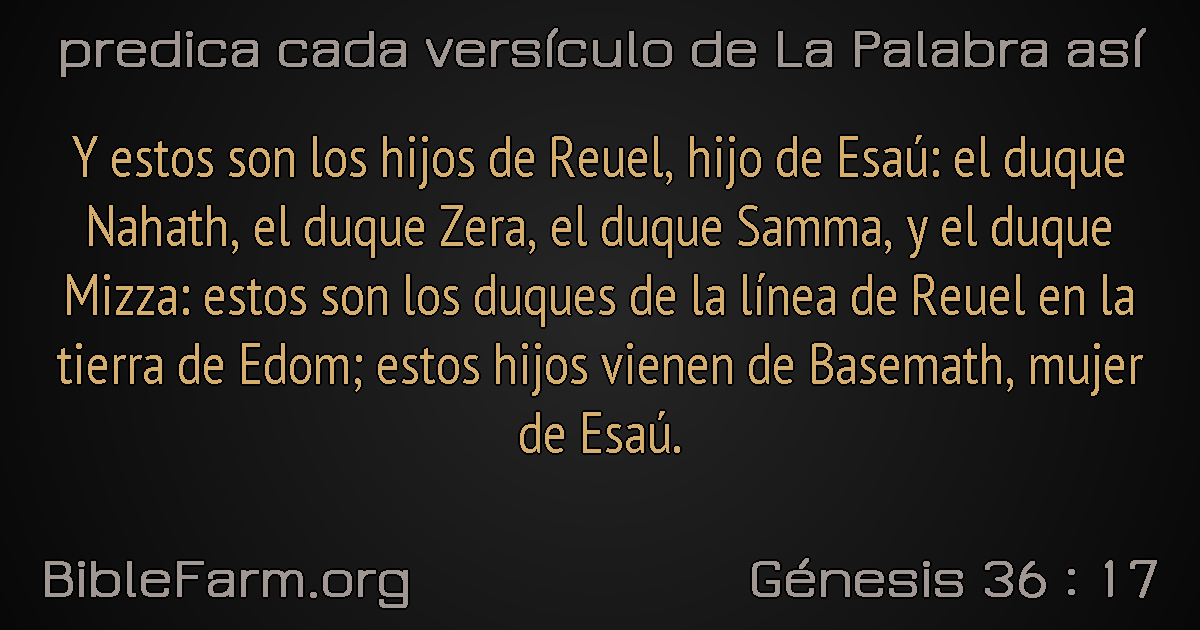 predica cada versículo de La Palabra así
Y estos son los hijos de Reuel, hijo de Esaú: el duque
Nahath, el duque Zera, el duque Samma, y el duque
Mizza: estos son los duques de la línea de Reuel en la
tierra de Edom; estos hijos vienen de Basemath, mujer
de Esaú.
BibleFarm.org
Génesis 36 : 17